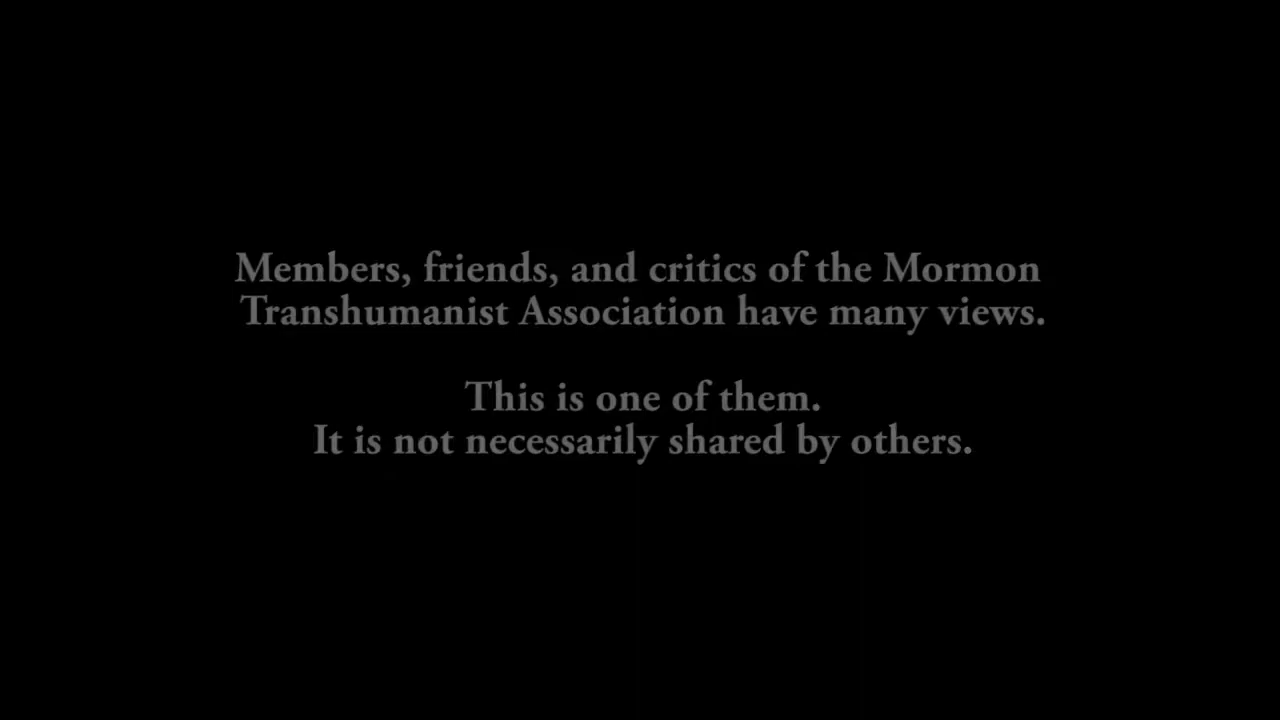 Members, friends, and critics of the Mormon
Transhumanist Association have many views.
This is one of them.
It is not necessarily shared by others.